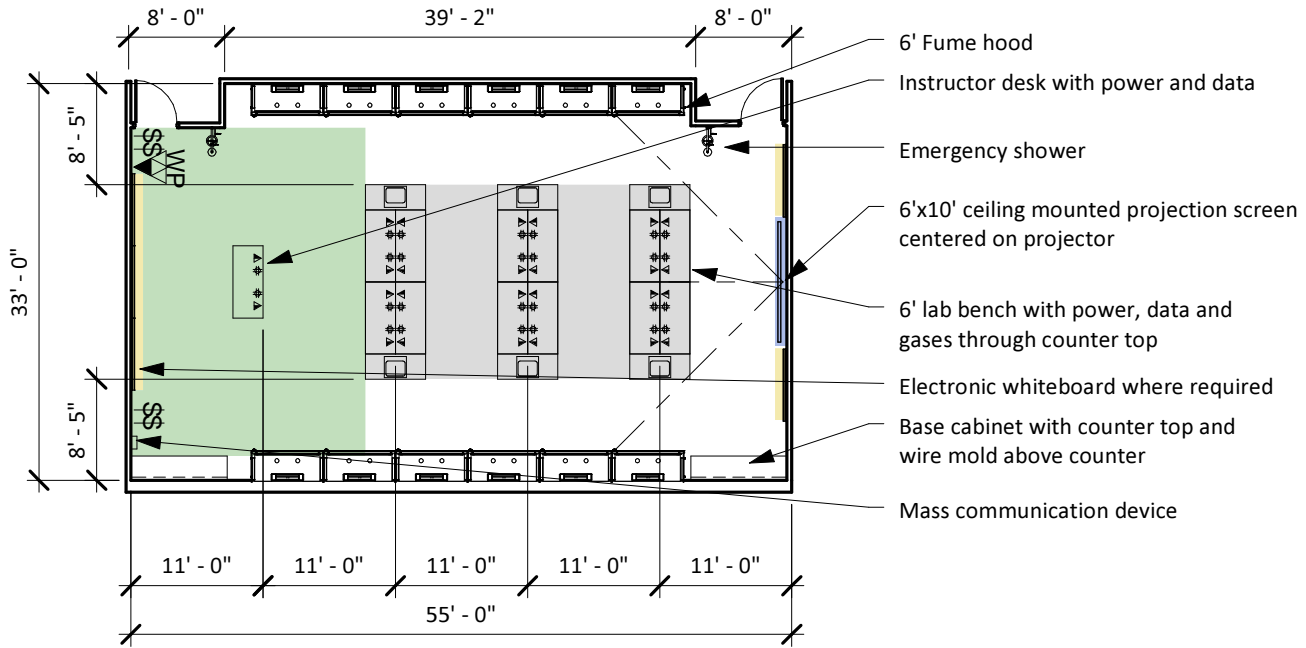 8' - 0"
39' - 2"
8' - 0"
6' Fume hood
Instructor desk with power and data
Emergency shower
6'x10' ceiling mounted projection screen
centered on projector
6' lab bench with power, data and
gases through counter top
Electronic whiteboard where required
Base cabinet with counter top and
wire mold above counter
Mass communication device
33' - 0"
8' - 5"
8' - 5"
SS
WP
SS
11' - 0"
11' - 0"
11' - 0"
11' - 0"
11' - 0"
55' - 0"